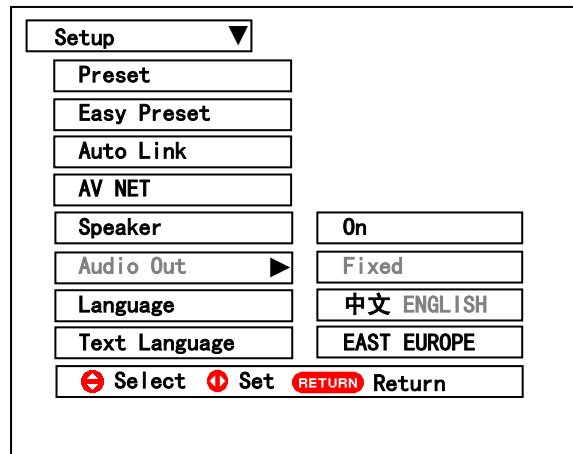 Setup
Preset
Easy Preset
Auto Link
AV NET
Speaker On
Audio Out Fixed
Language 中文 ENGLISH
Text Language EAST EUROPE
Select Set RETURN Return